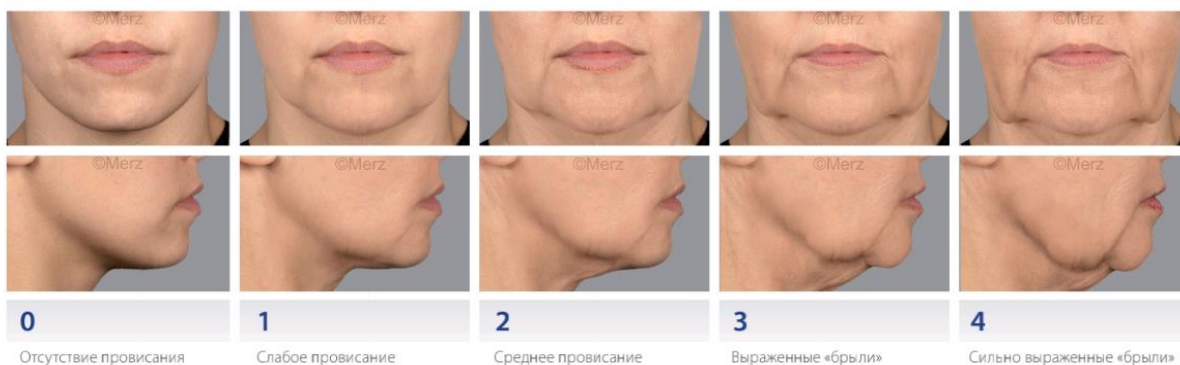 ©Merz
©Merz
©Merz
©Merz
©Merz
©Merz
©Merz
©Merz
©Merz
©Merz
0
1
2
3
4
Отсутствие провисания
Слабое провисание
Среднее провисание
Выраженные «брыли»
Сильно выраженные «брыли»